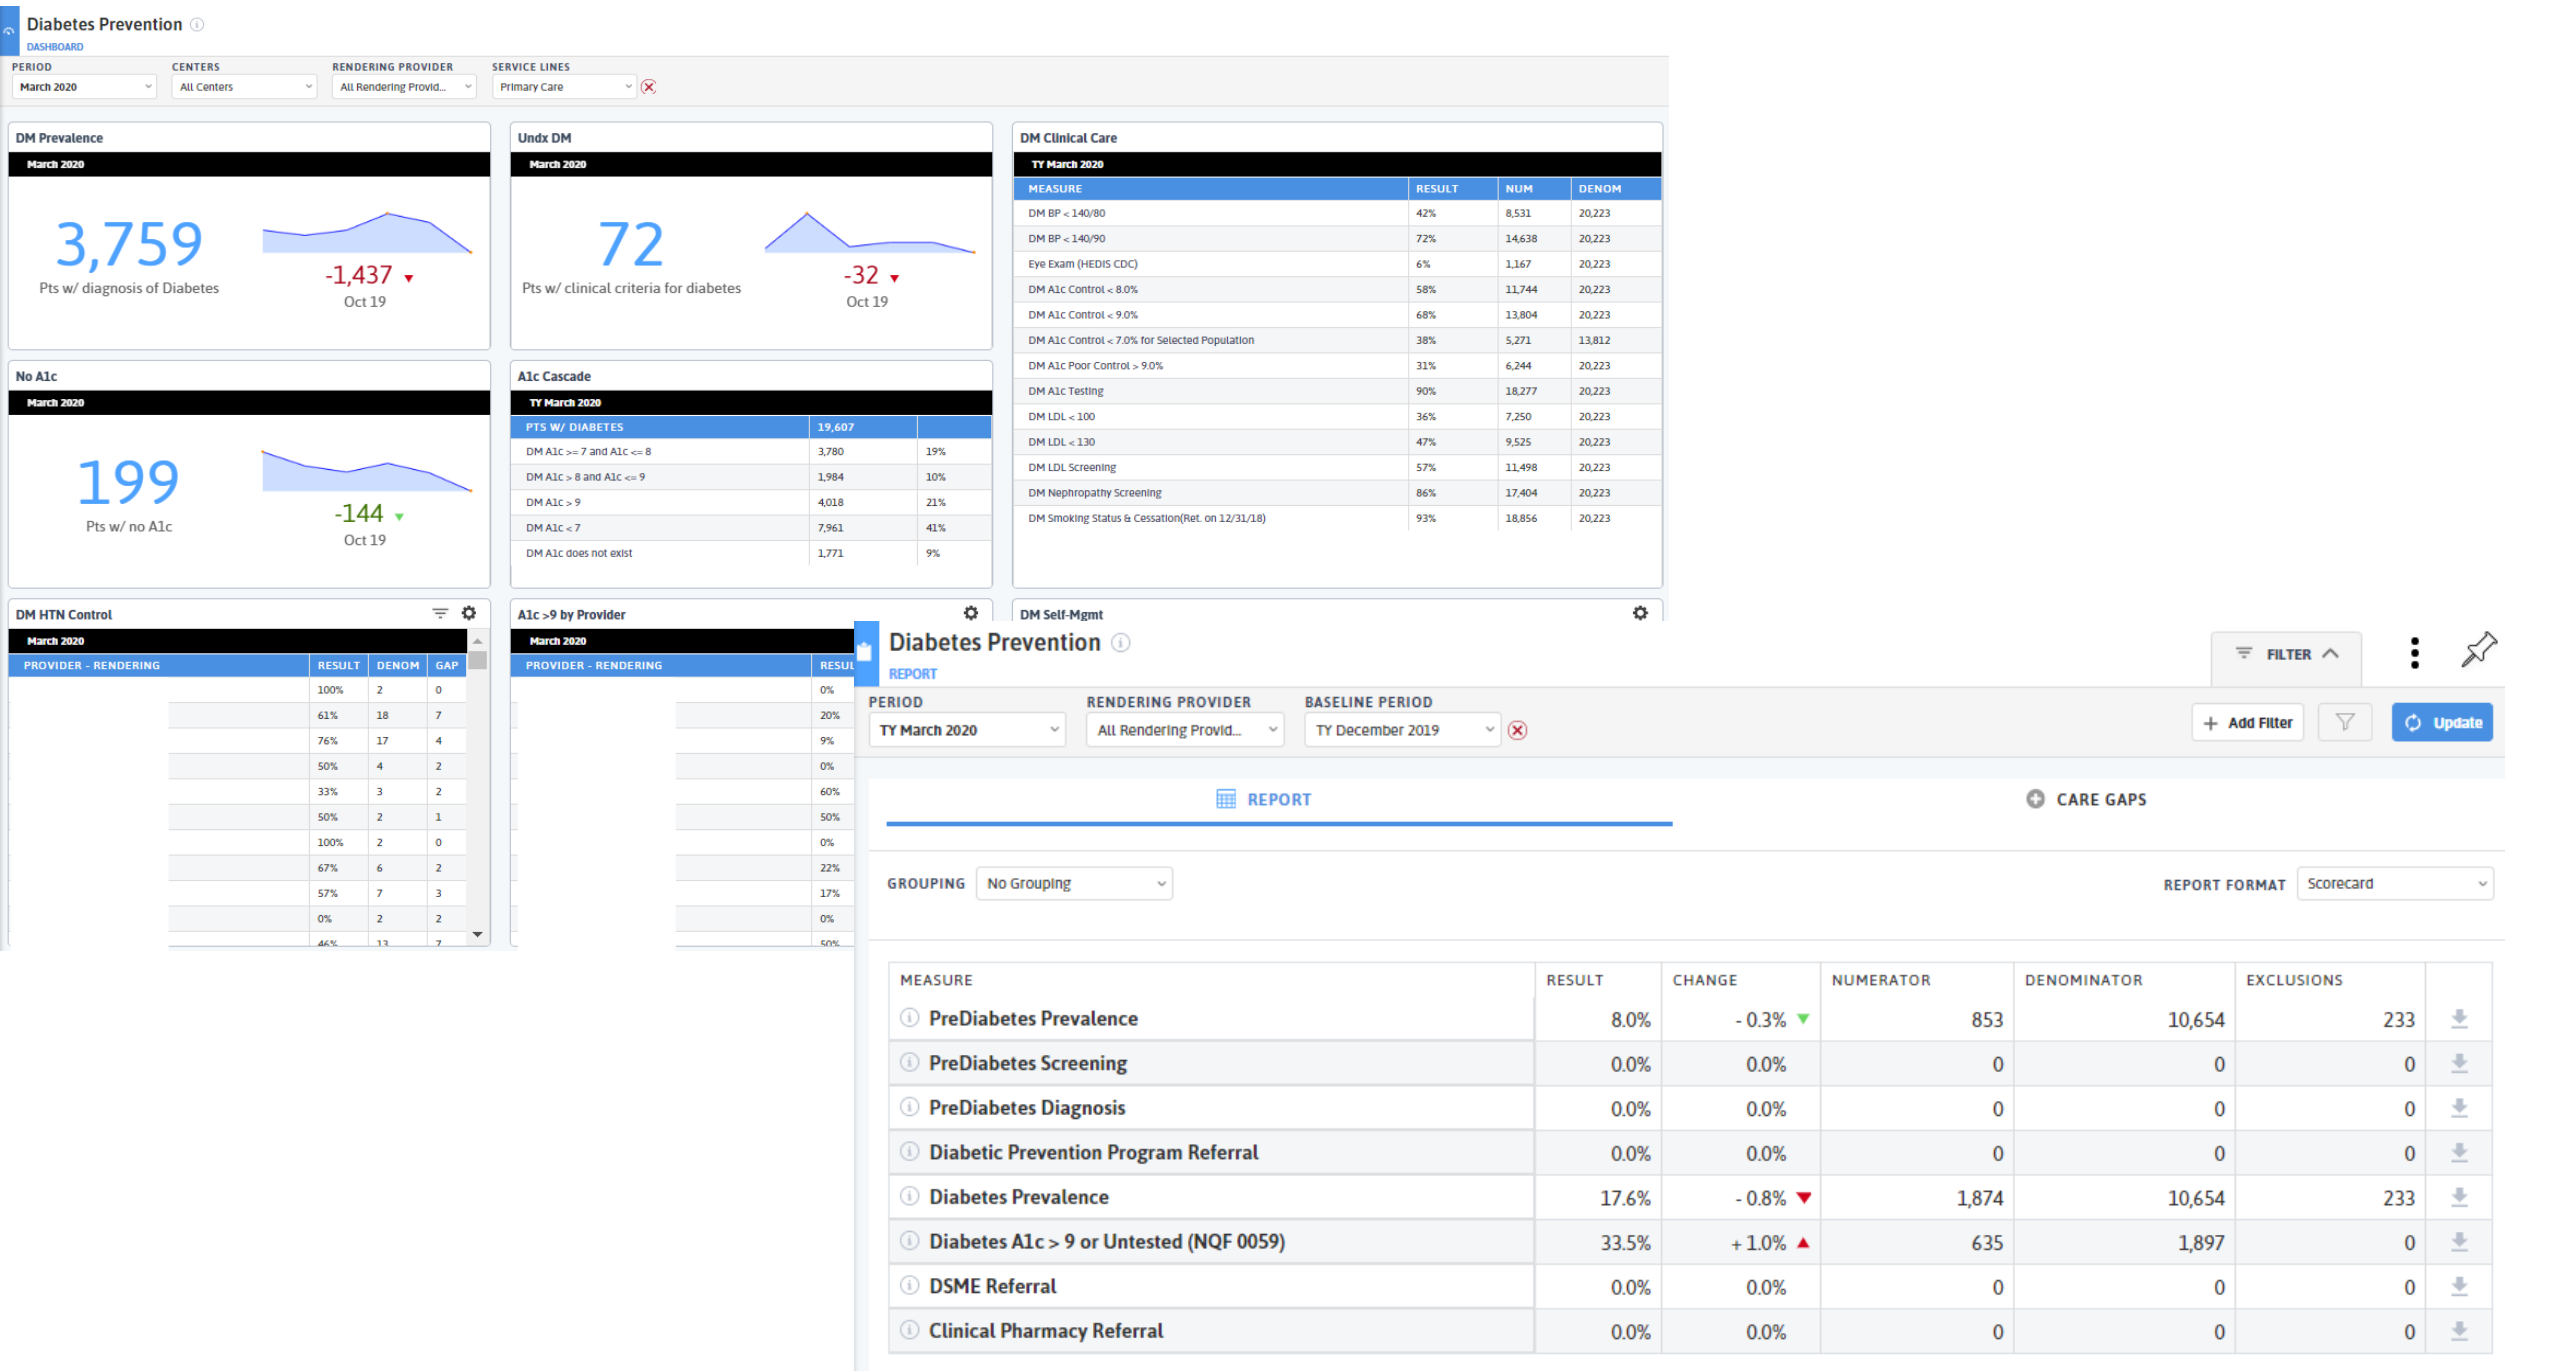 Diabetes Prevention
DASHBOARD
PERIOD CENTERS RENDERING PROVIDER SERVICE LINES
March 2020 All Centers All Rendering Provid... Primary Care
DM Prevalence
March 2020
3,759
Pts w/ diagnosis of Diabetes
-1,437
Oct 19
Undx DM
March 2020
72
Pts w/ clinical criteria for diabetes
-32
Oct 19
DM Clinical Care
TY March 2020
MEASURE RESULT NUM DENOM
DM BP < 140/80 42% 8,531 20,223
DM BP < 140/90 72% 14,638 20,223
Eye Exam (HEDIS CDC) 6% 1,167 20,223
DM A1c Control < 8.0% 58% 11,744 20,223
DM A1c Control < 9.0% 68% 13,804 20,223
DM A1c Control < 7.0% for Selected Population 38% 5,271 13,812
DM A1c Poor Control > 9.0% 31% 6,244 20,223
DM A1c Testing 90% 18,277 20,223
DM LDL < 100 36% 7,250 20,223
DM LDL < 130 47% 9,525 20,223
DM LDL Screening 57% 11,498 20,223
DM Nephropathy Screening 86% 17,404 20,223
DM Smoking Status & Cessation(Ret. on 12/31/18) 93% 18,856 20,223
No A1c
March 2020
199
Pts w/ no A1c
-144
Oct 19
A1c Cascade
TY March 2020
PTS W/ DIABETES 19,607
DM A1c >= 7 and A1c <= 8 3,780 19%
DM A1c > 8 and A1c <= 9 1,984 10%
DM A1c > 9 4,018 21%
DM A1c < 7 7,961 41%
DM A1c does not exist 1,771 9%
DM HTN Control
March 2020
PROVIDER - RENDERING RESULT DENOM GAP
100% 2 0
61% 18 7
76% 17 4
50% 4 2
33% 3 2
50% 2 1
100% 2 0
67% 6 2
57% 7 3
0% 2 2
46% 13 7
A1c >9 by Provider
March 2020
PROVIDER - RENDERING RESUL
0%
20%
9%
0%
60%
50%
0%
22%
17%
0%
50%
DM Self-Mgmt
Diabetes Prevention
REPORT
FILTER
PERIOD RENDERING PROVIDER BASELINE PERIOD
TY March 2020 All Rendering Provid... TY December 2019
+ Add Filter Update
REPORT CARE GAPS
GROUPING No Grouping REPORT FORMAT Scorecard
MEASURE RESULT CHANGE NUMERATOR DENOMINATOR EXCLUSIONS
PreDiabetes Prevalence 8.0% - 0.3% 853 10,654 233
PreDiabetes Screening 0.0% 0.0% 0 0 0
PreDiabetes Diagnosis 0.0% 0.0% 0 0 0
Diabetic Prevention Program Referral 0.0% 0.0% 0 0 0
Diabetes Prevalence 17.6% - 0.8% 1,874 10,654 233
Diabetes A1c > 9 or Untested (NQF 0059) 33.5% + 1.0% 635 1,897 0
DSME Referral 0.0% 0.0% 0 0 0
Clinical Pharmacy Referral 0.0% 0.0% 0 0 0